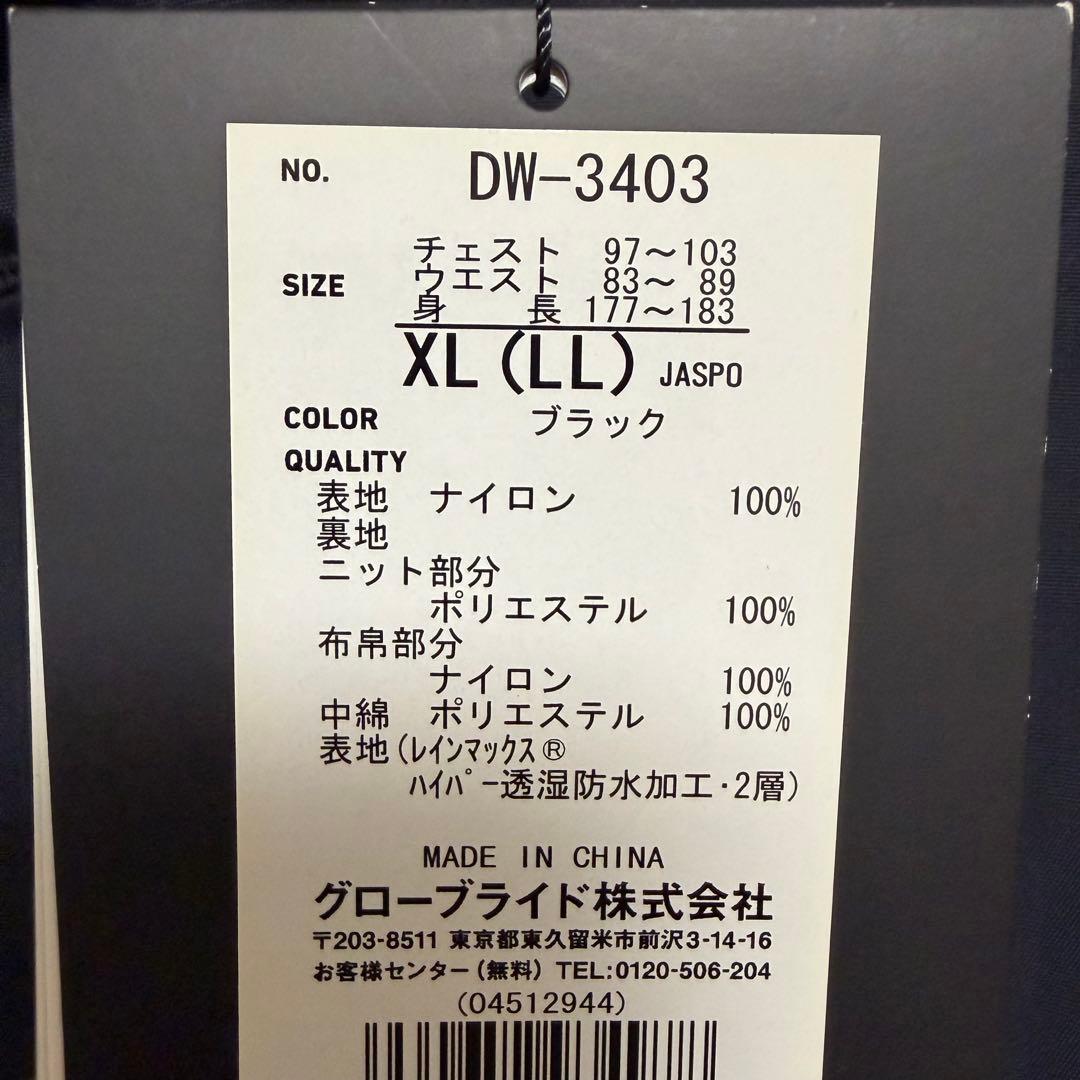 NO. DW-3403
チェスト 97～103
SIZE ウエスト 83～ 89
身 長 177～183
XL(LL) JASPO
COLOR ブラック
QUALITY
表地 ナイロン 100%
裏地
ニット部分
ポリエステル 100%
布帛部分
ナイロン 100%
中綿 ポリエステル 100%
表地(ﾚｲﾝﾏｯｸｽ®
ﾊｲﾊﾟｰ透湿防水加工･2層)
MADE IN CHINA
グローブライド株式会社
〒203-8511 東京都東久留米市前沢3-14-16
お客様センター(無料) TEL:0120-506-204
(04512944)